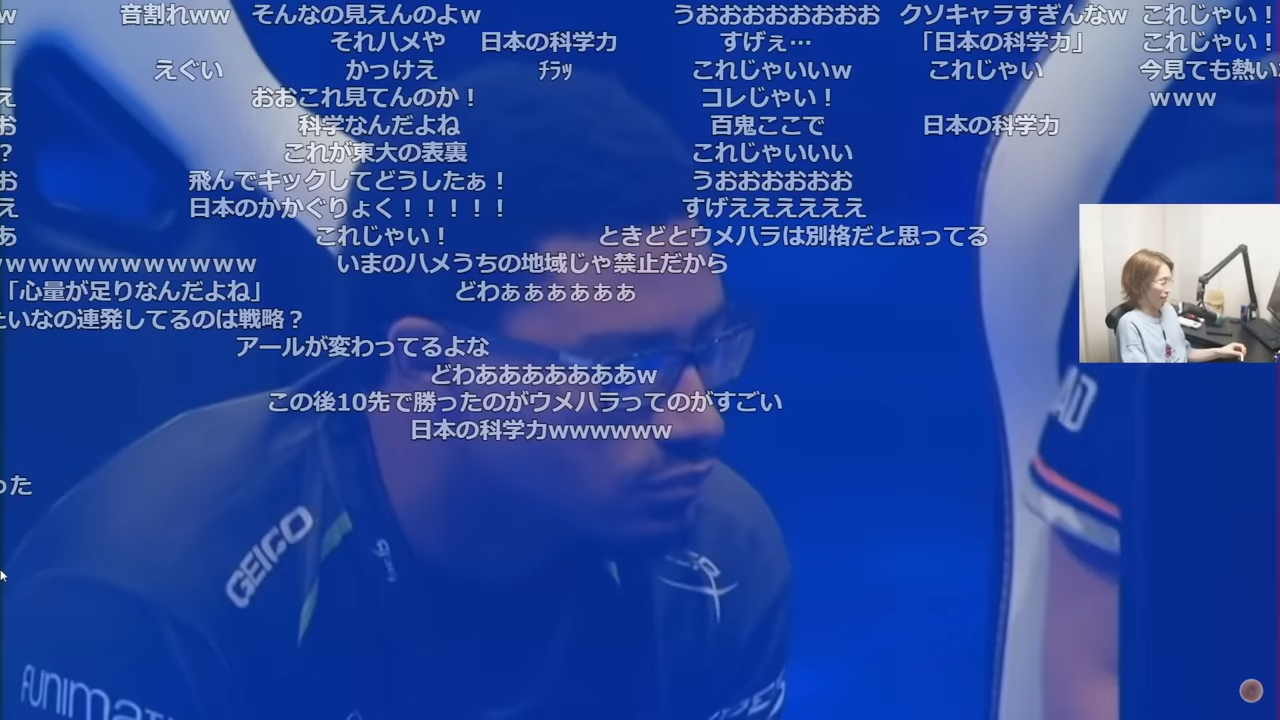 w 音割れww そんなの見えんのよw うおおおおおおおお クソキャラすぎんなw これじゃい！
ー それハメや 日本の科学力 すげぇ… 「日本の科学力」 これじゃい！
えぐい かっけえ ﾁﾗｯ これじゃいいw これじゃい 今見ても熱い
え おおこれ見てんのか！ コレじゃい！ ｗｗｗ
お 科学なんだよね 百鬼ここで 日本の科学力
？ これが東大の表裏 これじゃいいい
お 飛んでキックしてどうしたぁ！ うおおおおおお
え 日本のかかぐりょく！！！！！ すげえええええええ
あ これじゃい！ ときどとウメハラは別格だと思ってる
ｗｗｗｗｗｗｗｗｗｗｗｗ いまのハメうちの地域じゃ禁止だから
「心量が足りなんだよね」 どわぁぁぁぁぁぁ
たいなの連発してるのは戦略？
アールが変わってるよな
どわあああああああw
この後10先で勝ったのがウメハラってのがすごい
日本の科学力wwwwww
った
AD
GEICO
FUNIMAT